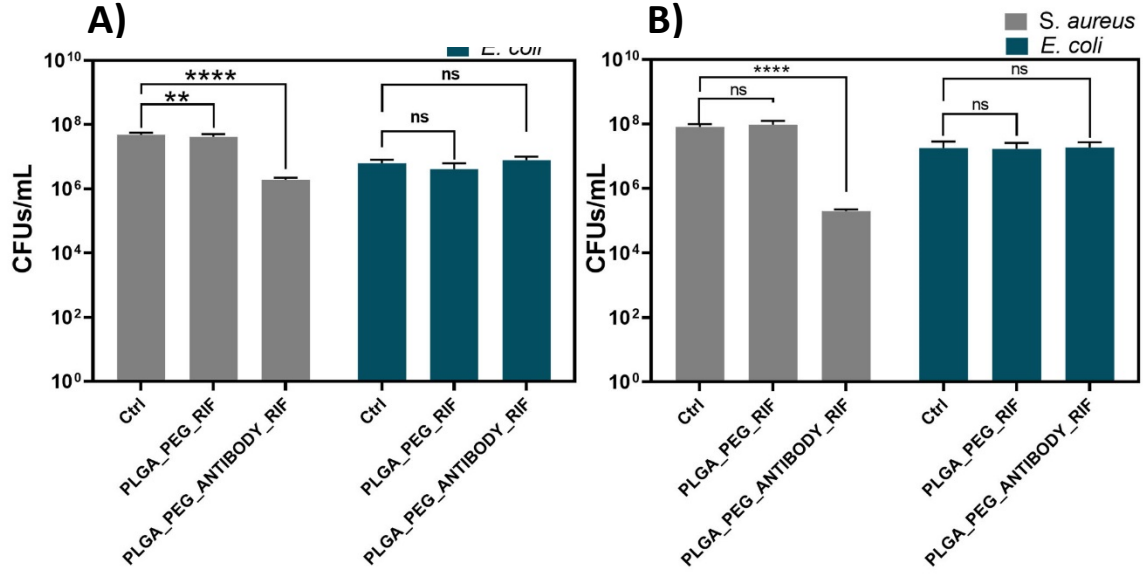 A)
E. coli
10^10
10^8
10^6
10^4
10^2
10^0
CFUs/mL
****
**
ns
ns
Ctrl
PLGA_PEG_RIF
PLGA_PEG_ANTIBODY_RIF
Ctrl
PLGA_PEG_RIF
PLGA_PEG_ANTIBODY_RIF
B)
S. aureus
E. coli
10^10
10^8
10^6
10^4
10^2
10^0
CFUs/mL
****
ns
ns
ns
Ctrl
PLGA_PEG_RIF
PLGA_PEG_ANTIBODY_RIF
Ctrl
PLGA_PEG_RIF
PLGA_PEG_ANTIBODY_RIF